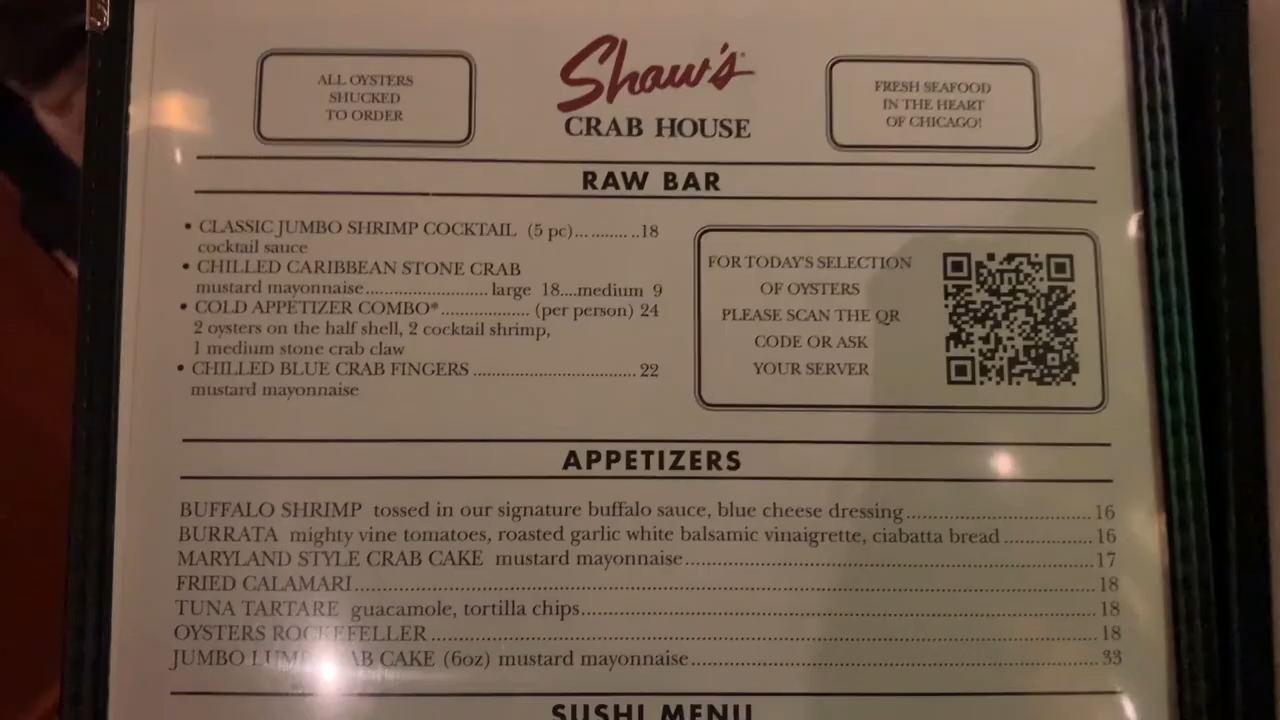 ALL OYSTERS
SHUCKED
TO ORDER
Shaw's
CRAB HOUSE
FRESH SEAFOOD
IN THE HEART
OF CHICAGO!
RAW BAR
• CLASSIC JUMBO SHRIMP COCKTAIL (5 pc)...........18
cocktail sauce
• CHILLED CARIBBEAN STONE CRAB
mustard mayonnaise.......................... large 18....medium 9
• COLD APPETIZER COMBO*................... (per person) 24
2 oysters on the half shell, 2 cocktail shrimp,
1 medium stone crab claw
• CHILLED BLUE CRAB FINGERS ................................... 22
mustard mayonnaise
FOR TODAY'S SELECTION
OF OYSTERS
PLEASE SCAN THE QR
CODE OR ASK
YOUR SERVER
APPETIZERS
BUFFALO SHRIMP tossed in our signature buffalo sauce, blue cheese dressing.................................... 16
BURRATA mighty vine tomatoes, roasted garlic white balsamic vinaigrette, ciabatta bread ................. 16
MARYLAND STYLE CRAB CAKE mustard mayonnaise.................................................................... 17
FRIED CALAMARI............................................................................................................................ 18
TUNA TARTARE guacamole, tortilla chips....................................................................................... 18
OYSTERS ROCKEFELLER ................................................................................................................ 18
JUMBO LUMP CRAB CAKE (6oz) mustard mayonnaise.................................................................... 33
SUSHI MENU